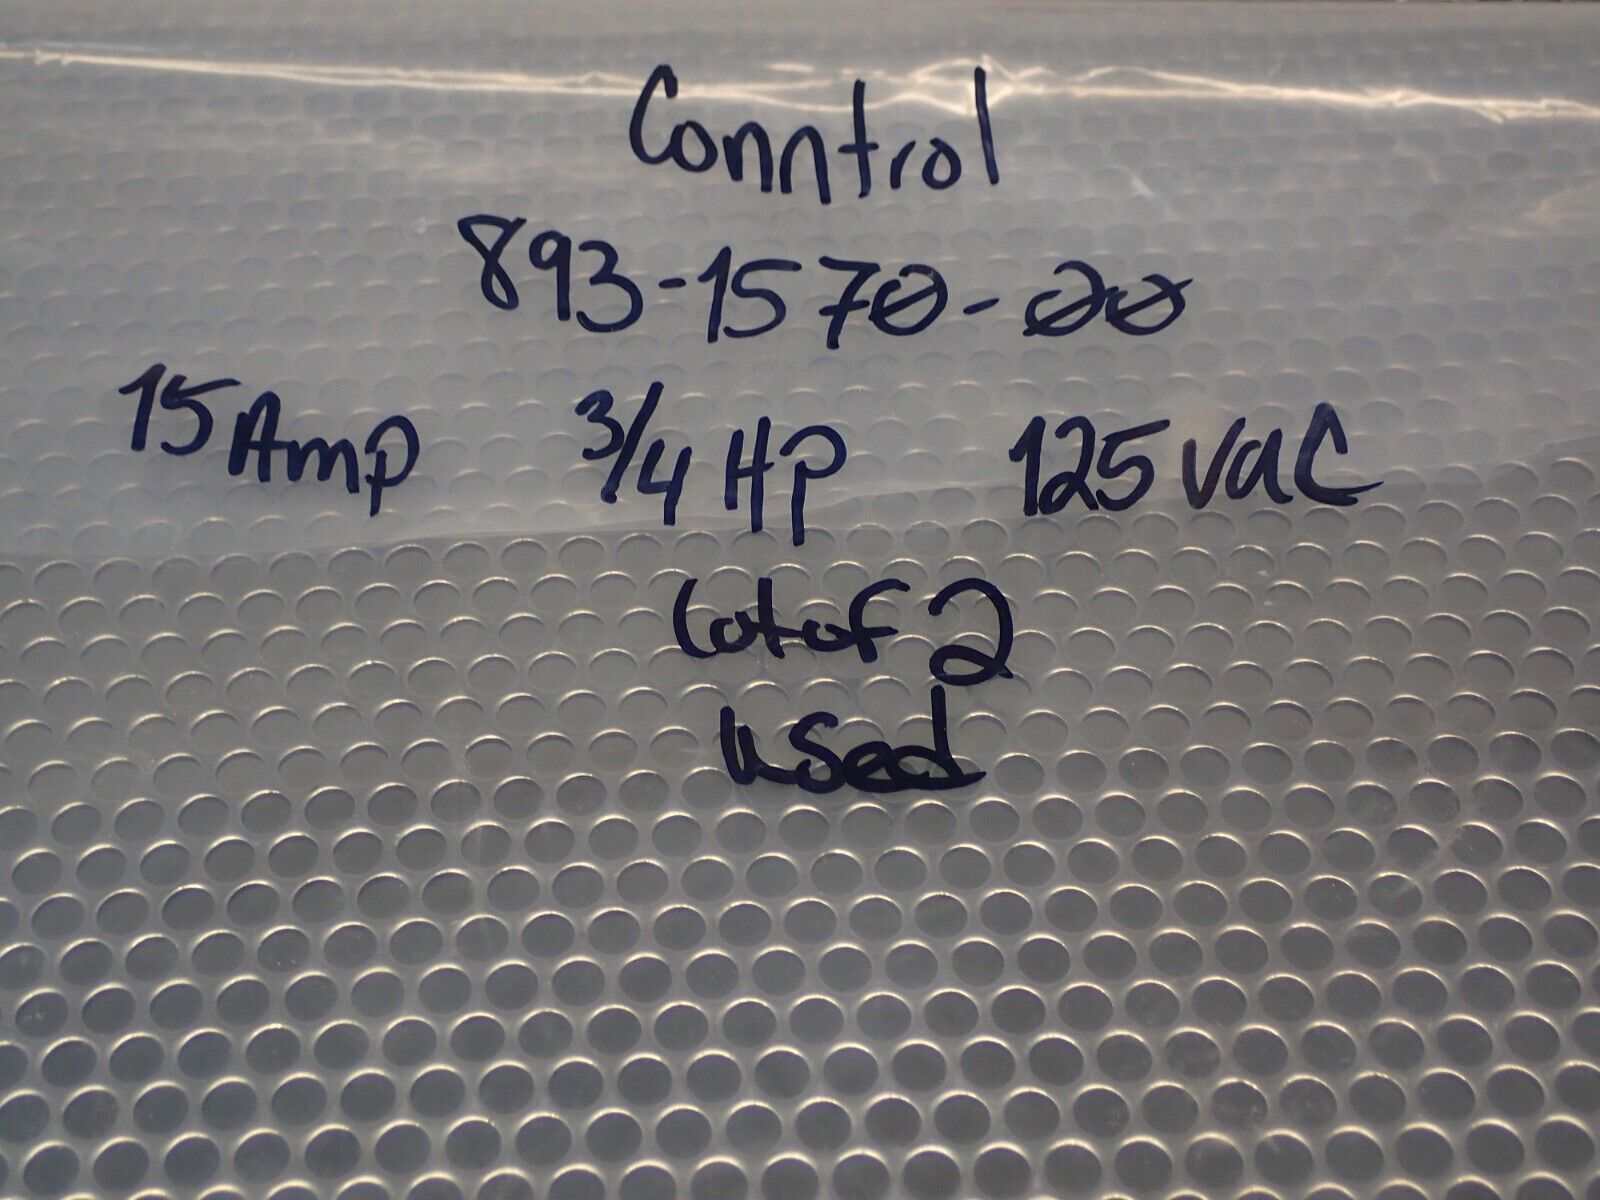 Conntrol
893-1570-00
15 Amp 3/4 HP 125 VAC
Lot of 2
Used